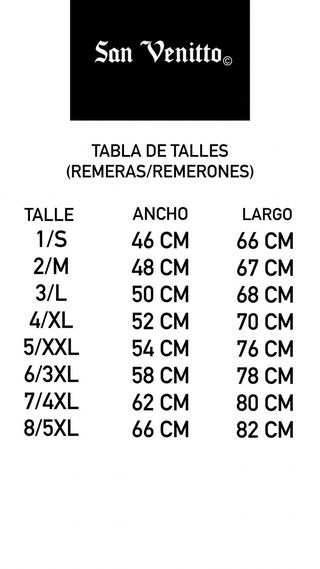 San Venitto©
TABLA DE TALLES
(REMERAS/REMERONES)
TALLE ANCHO LARGO
1/S 46 CM 66 CM
2/M 48 CM 67 CM
3/L 50 CM 68 CM
4/XL 52 CM 70 CM
5/XXL 54 CM 76 CM
6/3XL 58 CM 78 CM
7/4XL 62 CM 80 CM
8/5XL 66 CM 82 CM